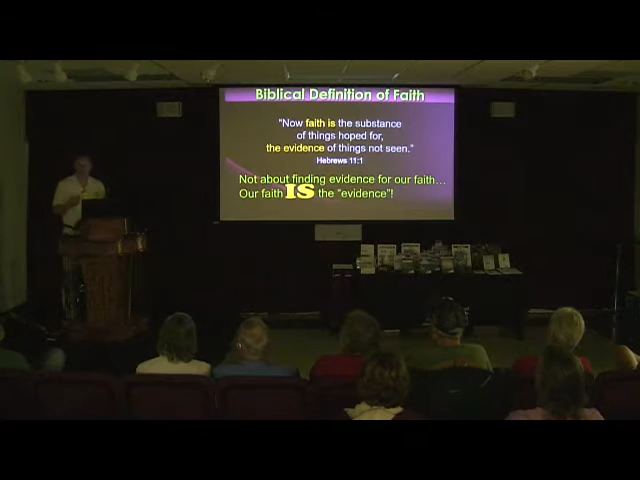 Biblical Definition of Faith
"Now faith is the substance
of things hoped for,
the evidence of things not seen."
Hebrews 11:1
Not about finding evidence for our faith...
Our faith IS the "evidence"!